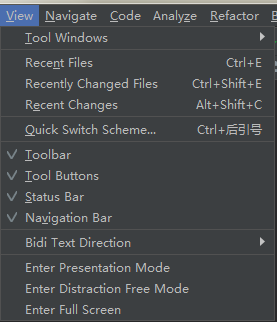 View Navigate Code Analyze Refactor
Tool Windows
Recent Files Ctrl+E
Recently Changed Files Ctrl+Shift+E
Recent Changes Alt+Shift+C
Quick Switch Scheme... Ctrl+后引号
Toolbar
Tool Buttons
Status Bar
Navigation Bar
Bidi Text Direction
Enter Presentation Mode
Enter Distraction Free Mode
Enter Full Screen